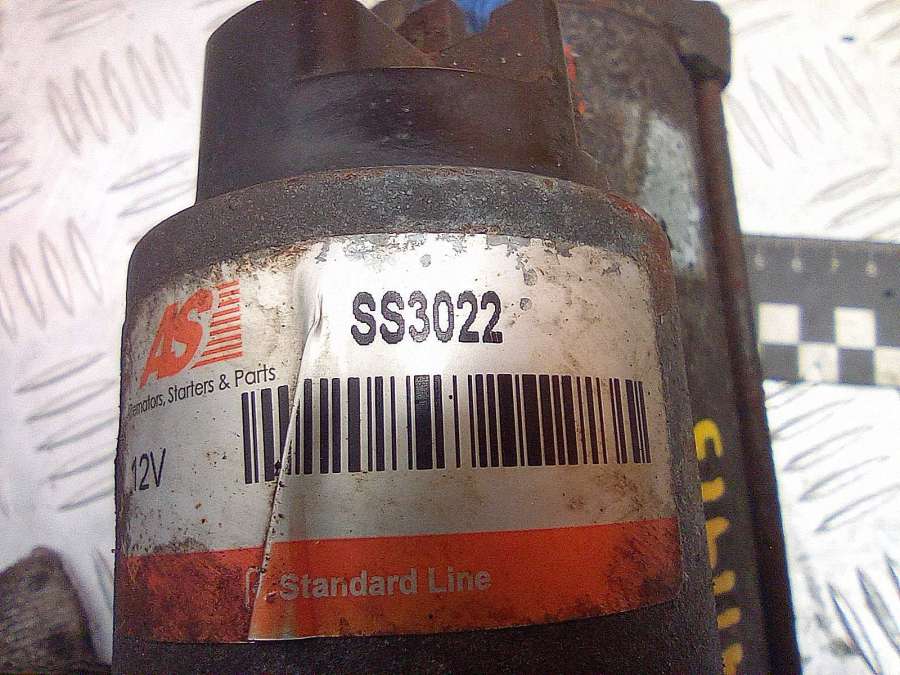 SS3022
AS
Alternators, Starters & Parts
12V
Standard Line